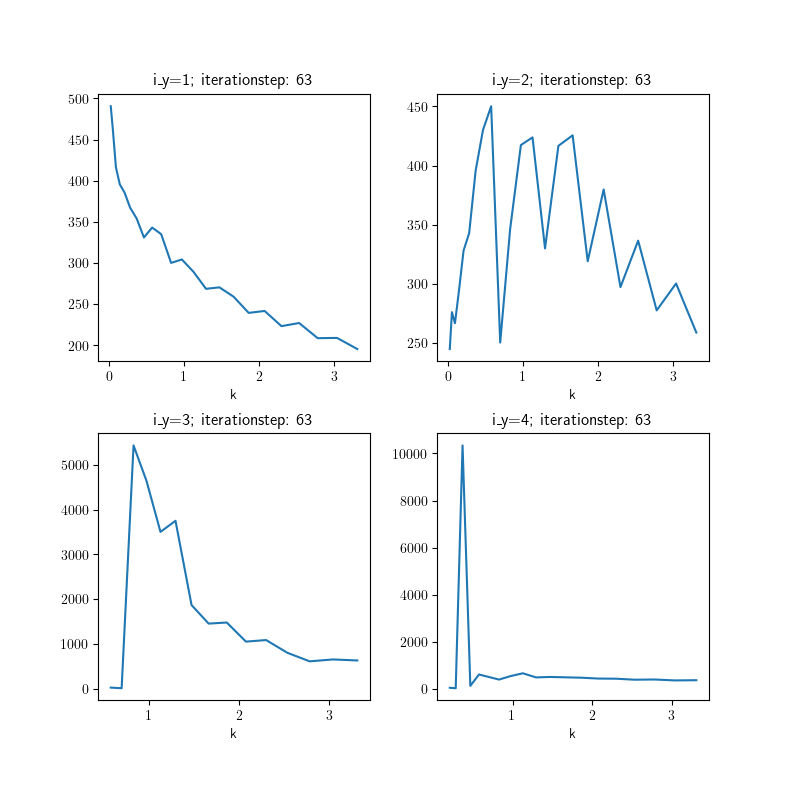 i_y=1; iterationstep: 63
i_y=2; iterationstep: 63
500
450
400
350
300
250
200
0 1 2 3
k
450
400
350
300
250
0 1 2 3
k
i_y=3; iterationstep: 63
i_y=4; iterationstep: 63
5000
4000
3000
2000
1000
0
1 2 3
k
10000
8000
6000
4000
2000
0
1 2 3
k